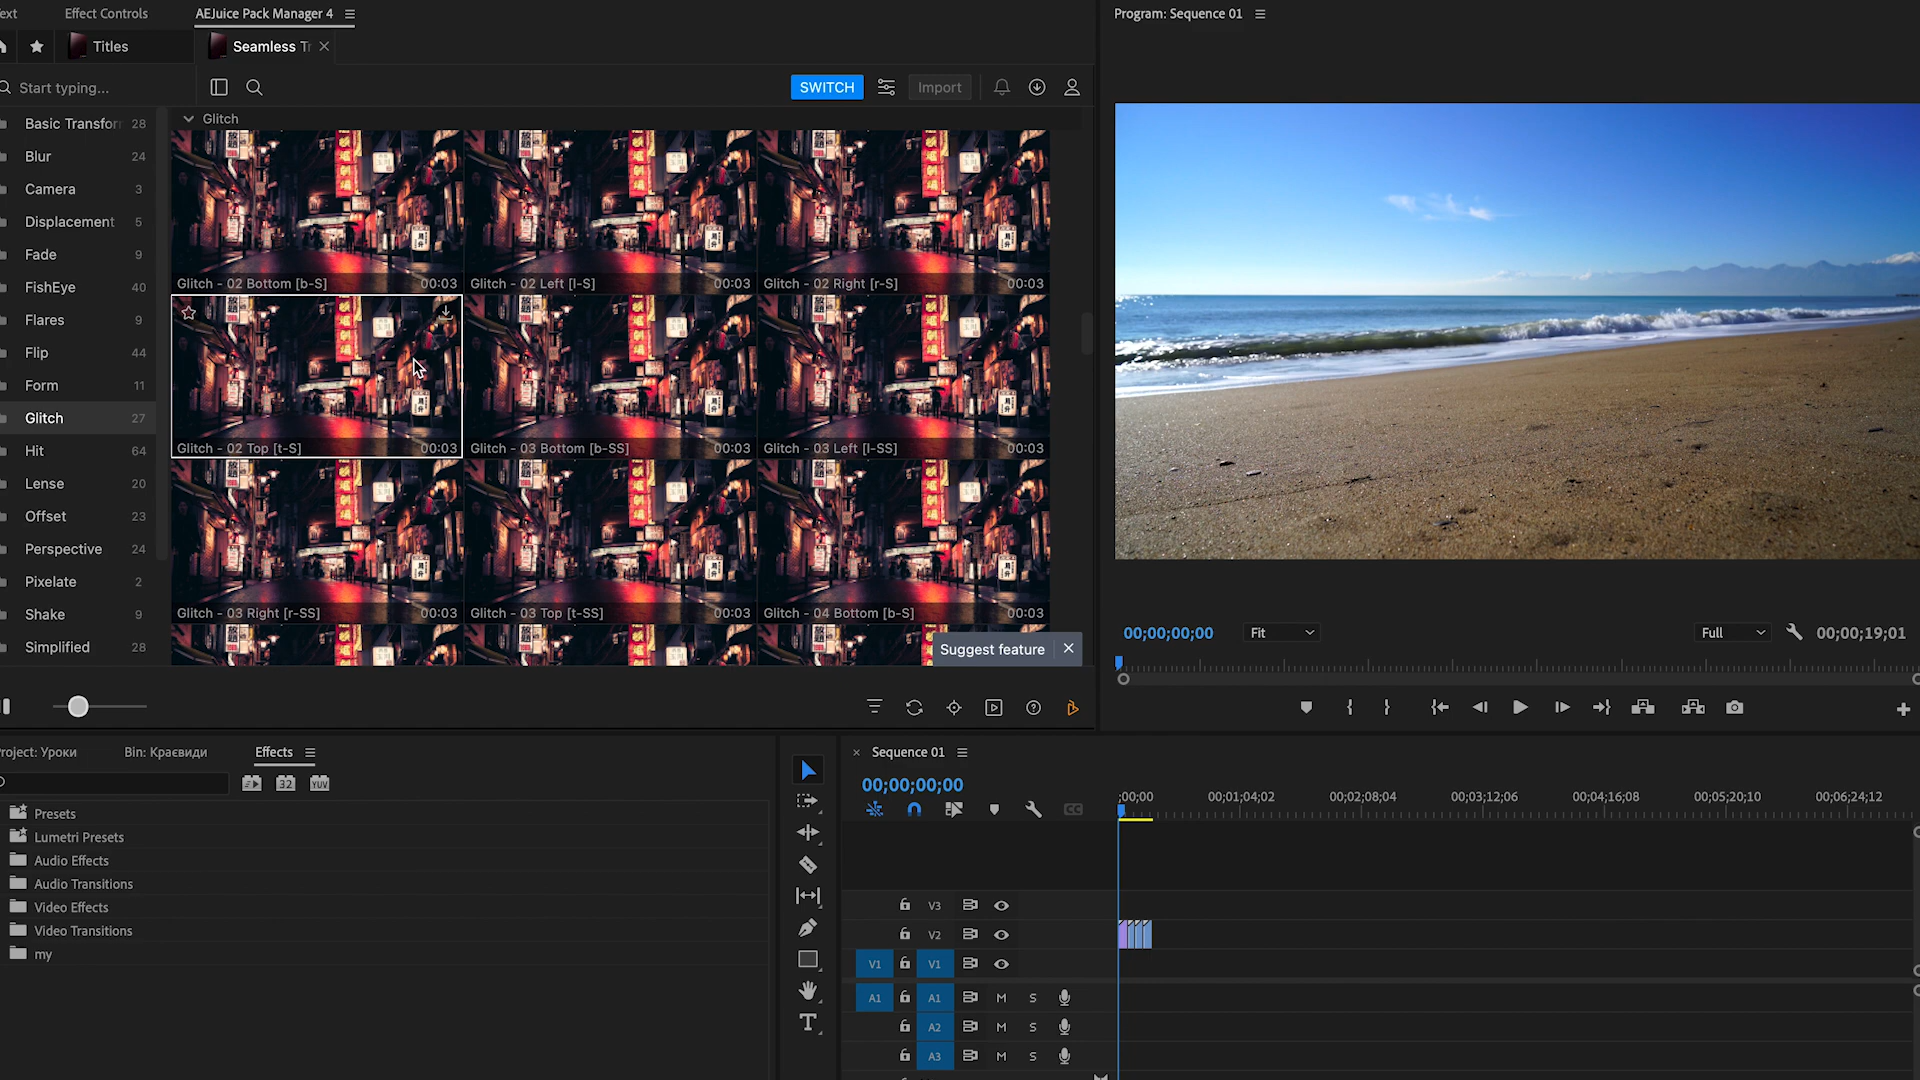 ext
Effect Controls
AEJuice Pack Manager 4
Program: Sequence 01
Titles
Seamless Tr
Start typing...
SWITCH
Import
Basic Transfor 28
Glitch
Blur 24
Camera 3
Displacement 5
Fade 9
FishEye 40
Flares 9
Flip 44
Form 11
Glitch 27
Hit 64
Lense 20
Offset 23
Perspective 24
Pixelate 2
Shake 9
Simplified 28
Glitch - 02 Bottom [b-S] 00:03
Glitch - 02 Left [l-S] 00:03
Glitch - 02 Right [r-S] 00:03
Glitch - 02 Top [t-S] 00:03
Glitch - 03 Bottom [b-SS] 00:03
Glitch - 03 Left [l-SS] 00:03
Glitch - 03 Right [r-SS] 00:03
Glitch - 03 Top [t-SS] 00:03
Glitch - 04 Bottom [b-S] 00:03
Suggest feature
00;00;00;00
Fit
Full
00;00;19;01
roject: Уроки
Bin: Краєвиди
Effects
32
YUV
Presets
Lumetri Presets
Audio Effects
Audio Transitions
Video Effects
Video Transitions
my
Sequence 01
00;00;00;00
;00;00
00;01;04;02
00;02;08;04
00;03;12;06
00;04;16;08
00;05;20;10
00;06;24;12
V3
V2
V1 V1
A1 A1 M S
A2 M S
A3 M S